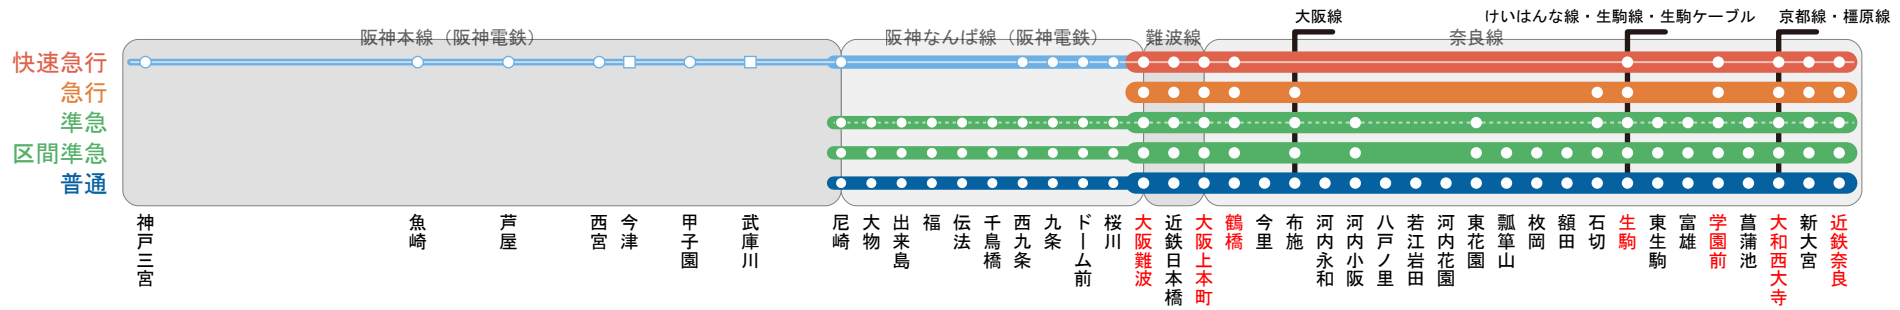 大阪線
けいはんな線・生駒線・生駒ケーブル
京都線・橿原線
阪神本線（阪神電鉄）
阪神なんば線（阪神電鉄）
難波線
奈良線
快速急行
急行
準急
区間準急
普通
神戸三宮
魚崎
芦屋
西宮
今津
甲子園
武庫川
尼崎
大物
出来島
福
伝法
千鳥橋
西九条
九条
ドーム前
桜川
大阪難波
近鉄日本橋
大阪上本町
鶴橋
今里
布施
河内永和
河内小阪
八戸ノ里
若江岩田
河内花園
東花園
瓢箪山
枚岡
額田
石切
生駒
東生駒
富雄
学園前
菖蒲池
大和西大寺
新大宮
近鉄奈良